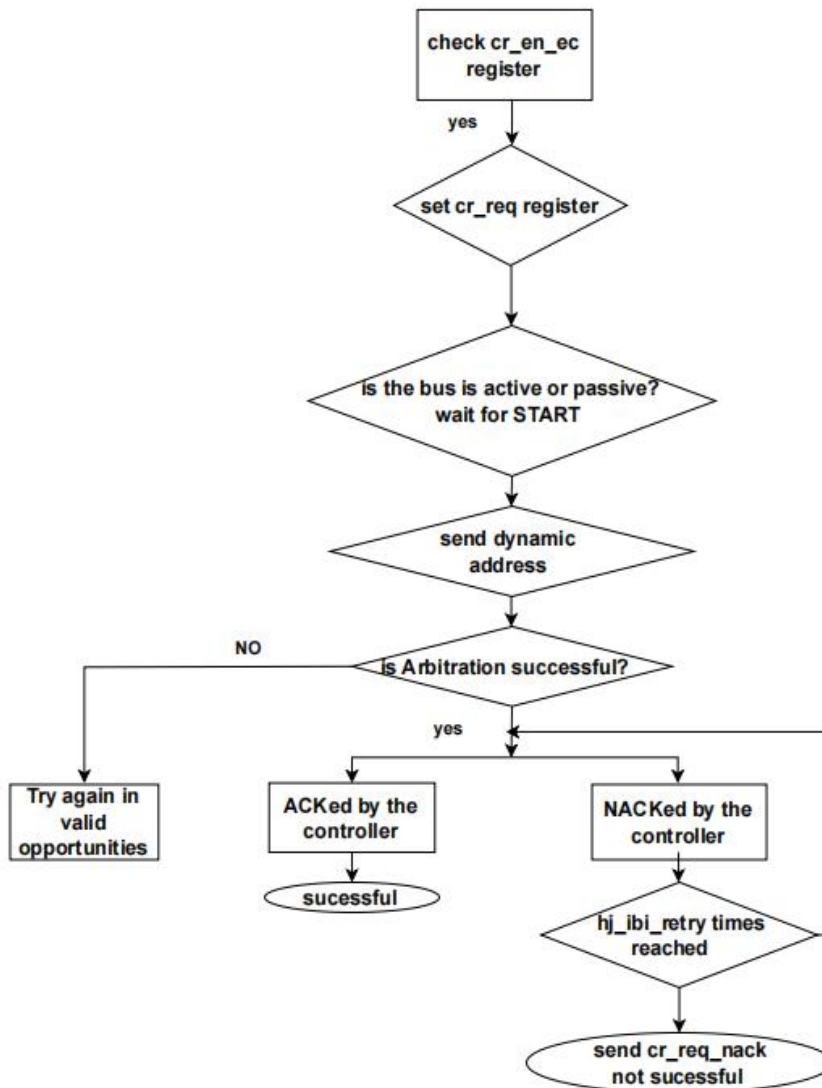 check cr_en_ec
register
yes
set cr_req register
is the bus is active or passive?
wait for START
send dynamic
address
NO
is Arbitration successful?
yes
Try again in
valid
opportunities
ACKed by the
controller
NACKed by the
controller
sucessful
hj_ibi_retry times
reached
send cr_req_nack
not sucessful